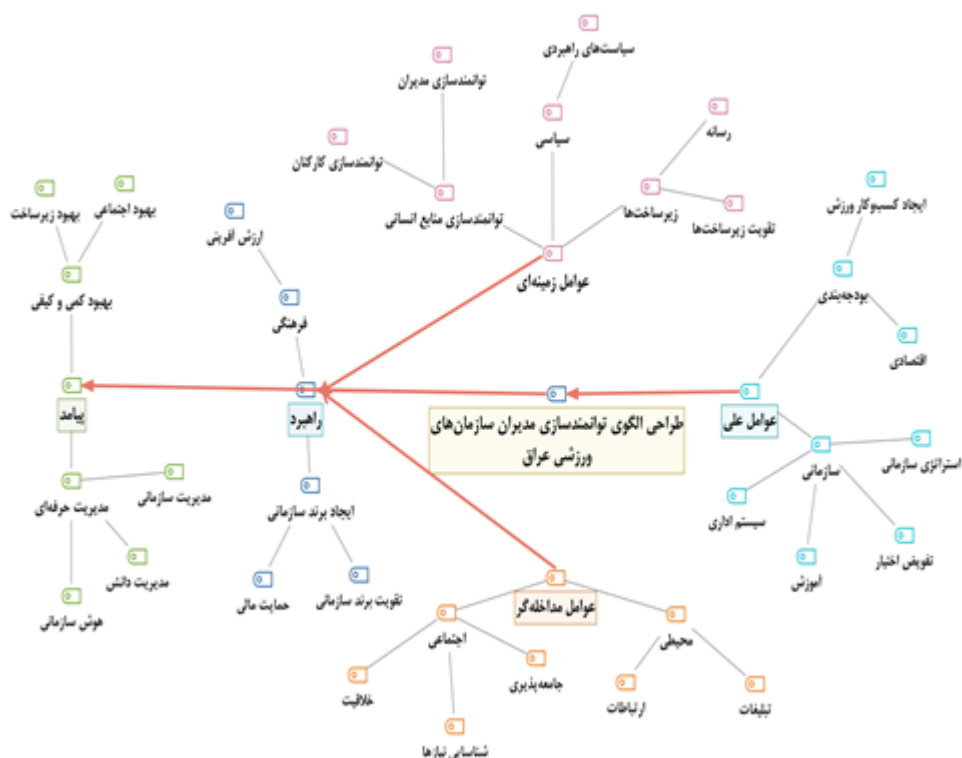 سیاست‌های راهبردی
توانمندسازی مدیران
رسانه
سیاسی
توانمندسازی کارکنان
ایجاد کسب‌وکار ورزش
بهبود اجتماعی
بهبود زیرساخت
زیرساخت‌ها
توانمندسازی منابع انسانی
تقویت زیرساخت‌ها
ارزش آفرینی
عوامل زمینه‌ای
بودجه‌بندی
بهبود کمی و کیفی
فرهنگی
اقتصادی
پیامد
راهبرد
طراحی الگوی توانمندسازی مدیران سازمان‌های
ورزشی عراق
عوامل علی
استراتژی سازمانی
سازمانی
مدیریت سازمانی
مدیریت حرفه‌ای
ایجاد برند سازمانی
سیستم اداری
تفویض اختیار
آموزش
مدیریت دانش
هوش سازمانی
حمایت مالی
تقویت برند سازمانی
عوامل مداخله‌گر
اجتماعی
محیطی
جامعه‌پذیری
خلاقیت
ارتباطات
تبلیغات
شناسایی نیازها